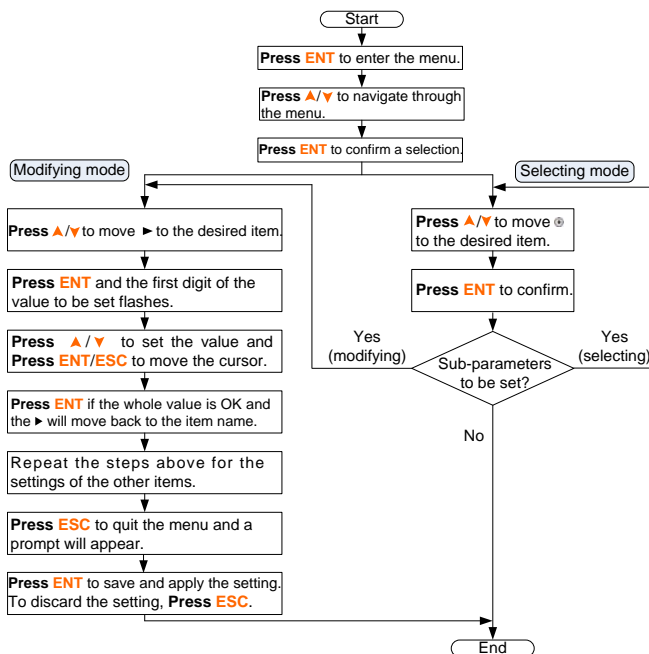 Start
Press ENT to enter the menu.
Press ▲/▼ to navigate through
the menu.
Press ENT to confirm a selection.
Modifying mode
Selecting mode
Press ▲/▼ to move ► to the desired item.
Press ENT and the first digit of the
value to be set flashes.
Press ▲/▼ to set the value and
Press ENT/ESC to move the cursor.
Press ENT if the whole value is OK and
the ► will move back to the item name.
Repeat the steps above for the
settings of the other items.
Press ESC to quit the menu and a
prompt will appear.
Press ENT to save and apply the setting.
To discard the setting, Press ESC.
Press ▲/▼ to move ◉
to the desired item.
Press ENT to confirm.
Yes
(modifying)
Sub-parameters
to be set?
Yes
(selecting)
No
End